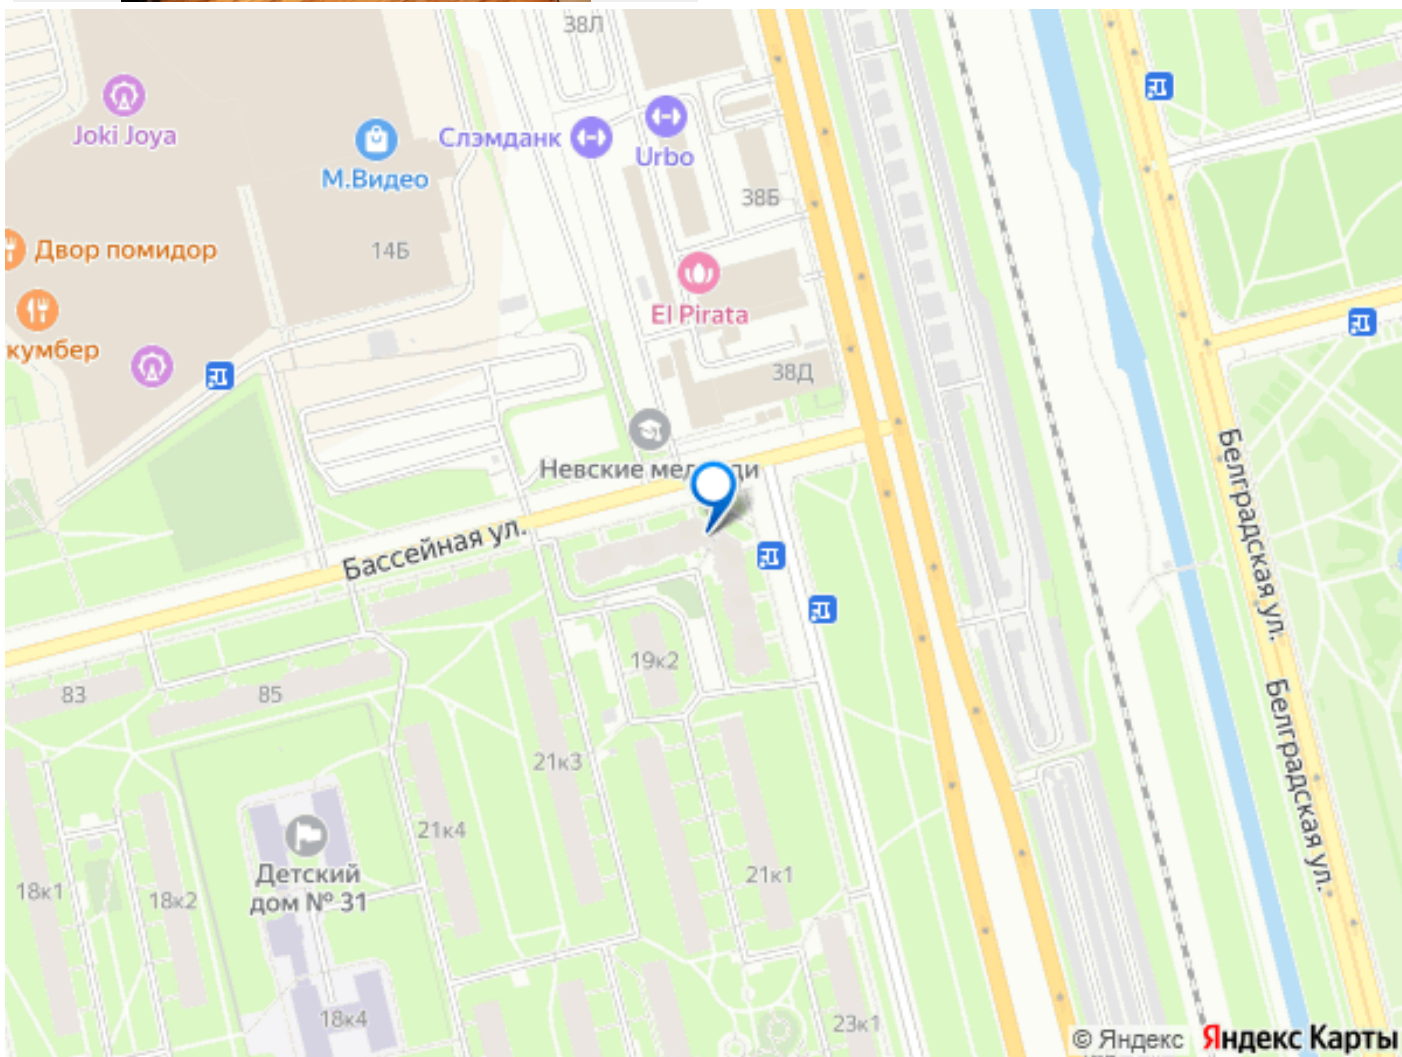 38Л
Joki Joya
М.Видео
Слэмданк
Urbo
38Б
Двор помидор
14Б
El Pirata
кумбер
38Д
Невские
Бассейная ул.
Белградская ул.
Белградская ул.
19к2
83
85
21к3
21к4
Детский
дом № 31
21к1
18к1
18к2
18к4
23к1
© Яндекс Яндекс Карты